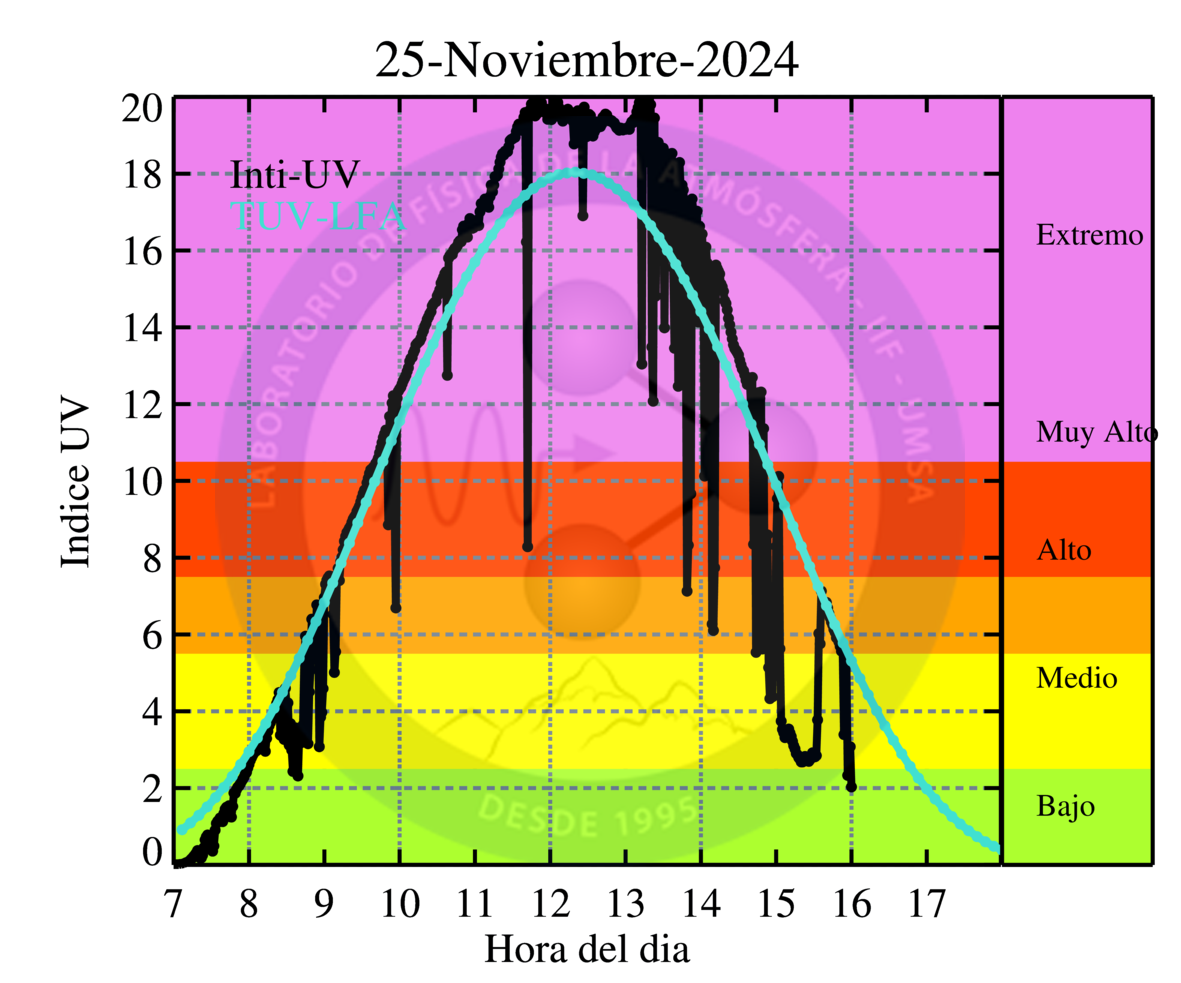 25-Noviembre-2024
Inti-UV
TUV-LFA
Indice UV
20
18
16
14
12
10
8
6
4
2
0
7 8 9 10 11 12 13 14 15 16 17
Hora del dia
Extremo
Muy Alto
Alto
Medio
Bajo
LABORATORIO DE FÍSICA DE LA ATMÓSFERA - IIF - UMSA
DESDE 1995